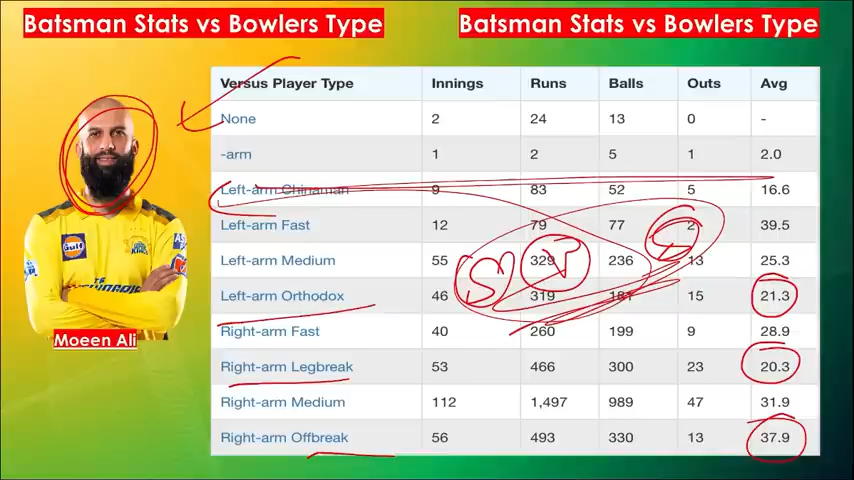 Batsman Stats vs Bowlers Type Batsman Stats vs Bowlers Type
Versus Player Type Innings Runs Balls Outs Avg
None 2 24 13 0 -
-arm 1 2 5 1 2.0
Left-arm Chinaman 9 83 52 5 16.6
Left-arm Fast 12 79 77 2 39.5
Left-arm Medium 55 329 236 13 25.3
Left-arm Orthodox 46 319 181 15 21.3
Right-arm Fast 40 260 199 9 28.9
Right-arm Legbreak 53 466 300 23 20.3
Right-arm Medium 112 1,497 989 47 31.9
Right-arm Offbreak 56 493 330 13 37.9
Gulf
Moeen Ali